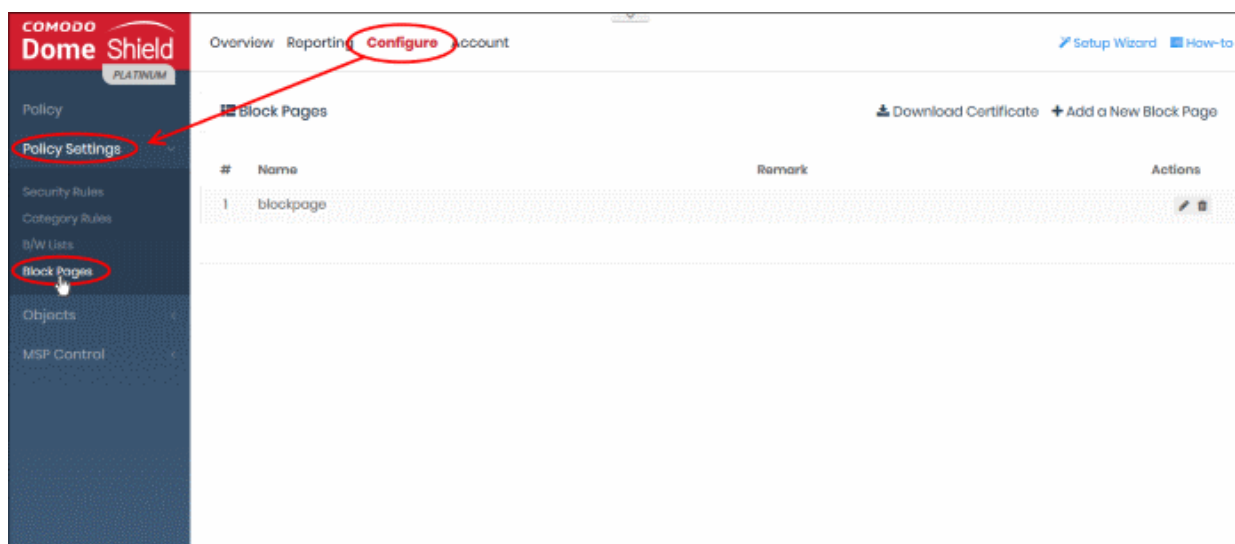 COMODO
Dome Shield
PLATINUM
Overview Reporting Configure Account
Setup Wizard How-to
Policy
Policy Settings
Security Rules
Category Rules
B/W Lists
Block Pages
Objects
MSP Control
Block Pages
Download Certificate Add a New Block Page
# Name Remark Actions
1 blockpage